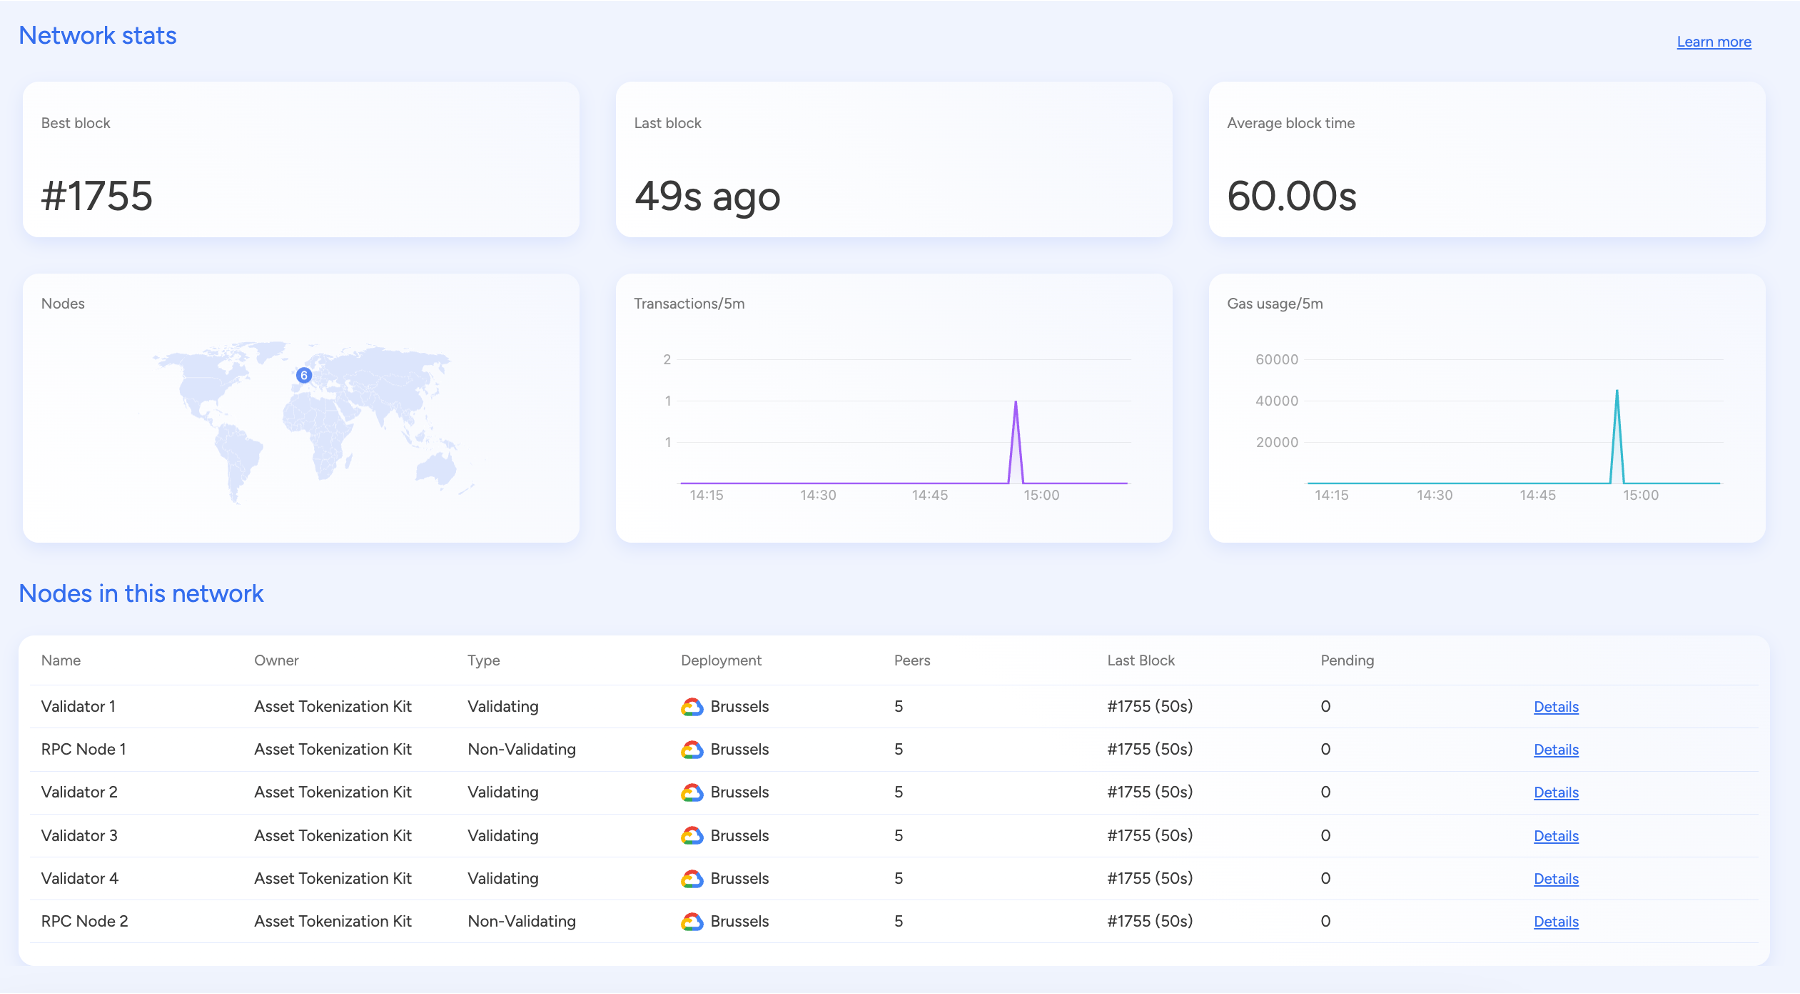 Network stats
Learn more
Best block
#1755
Last block
49s ago
Average block time
60.00s
Nodes
6
Transactions/5m
2
1
1
14:15 14:30 14:45 15:00
Gas usage/5m
60000
40000
20000
14:15 14:30 14:45 15:00
Nodes in this network
Name Owner Type Deployment Peers Last Block Pending
Validator 1 Asset Tokenization Kit Validating Brussels 5 #1755 (50s) 0 Details
RPC Node 1 Asset Tokenization Kit Non-Validating Brussels 5 #1755 (50s) 0 Details
Validator 2 Asset Tokenization Kit Validating Brussels 5 #1755 (50s) 0 Details
Validator 3 Asset Tokenization Kit Validating Brussels 5 #1755 (50s) 0 Details
Validator 4 Asset Tokenization Kit Validating Brussels 5 #1755 (50s) 0 Details
RPC Node 2 Asset Tokenization Kit Non-Validating Brussels 5 #1755 (50s) 0 Details